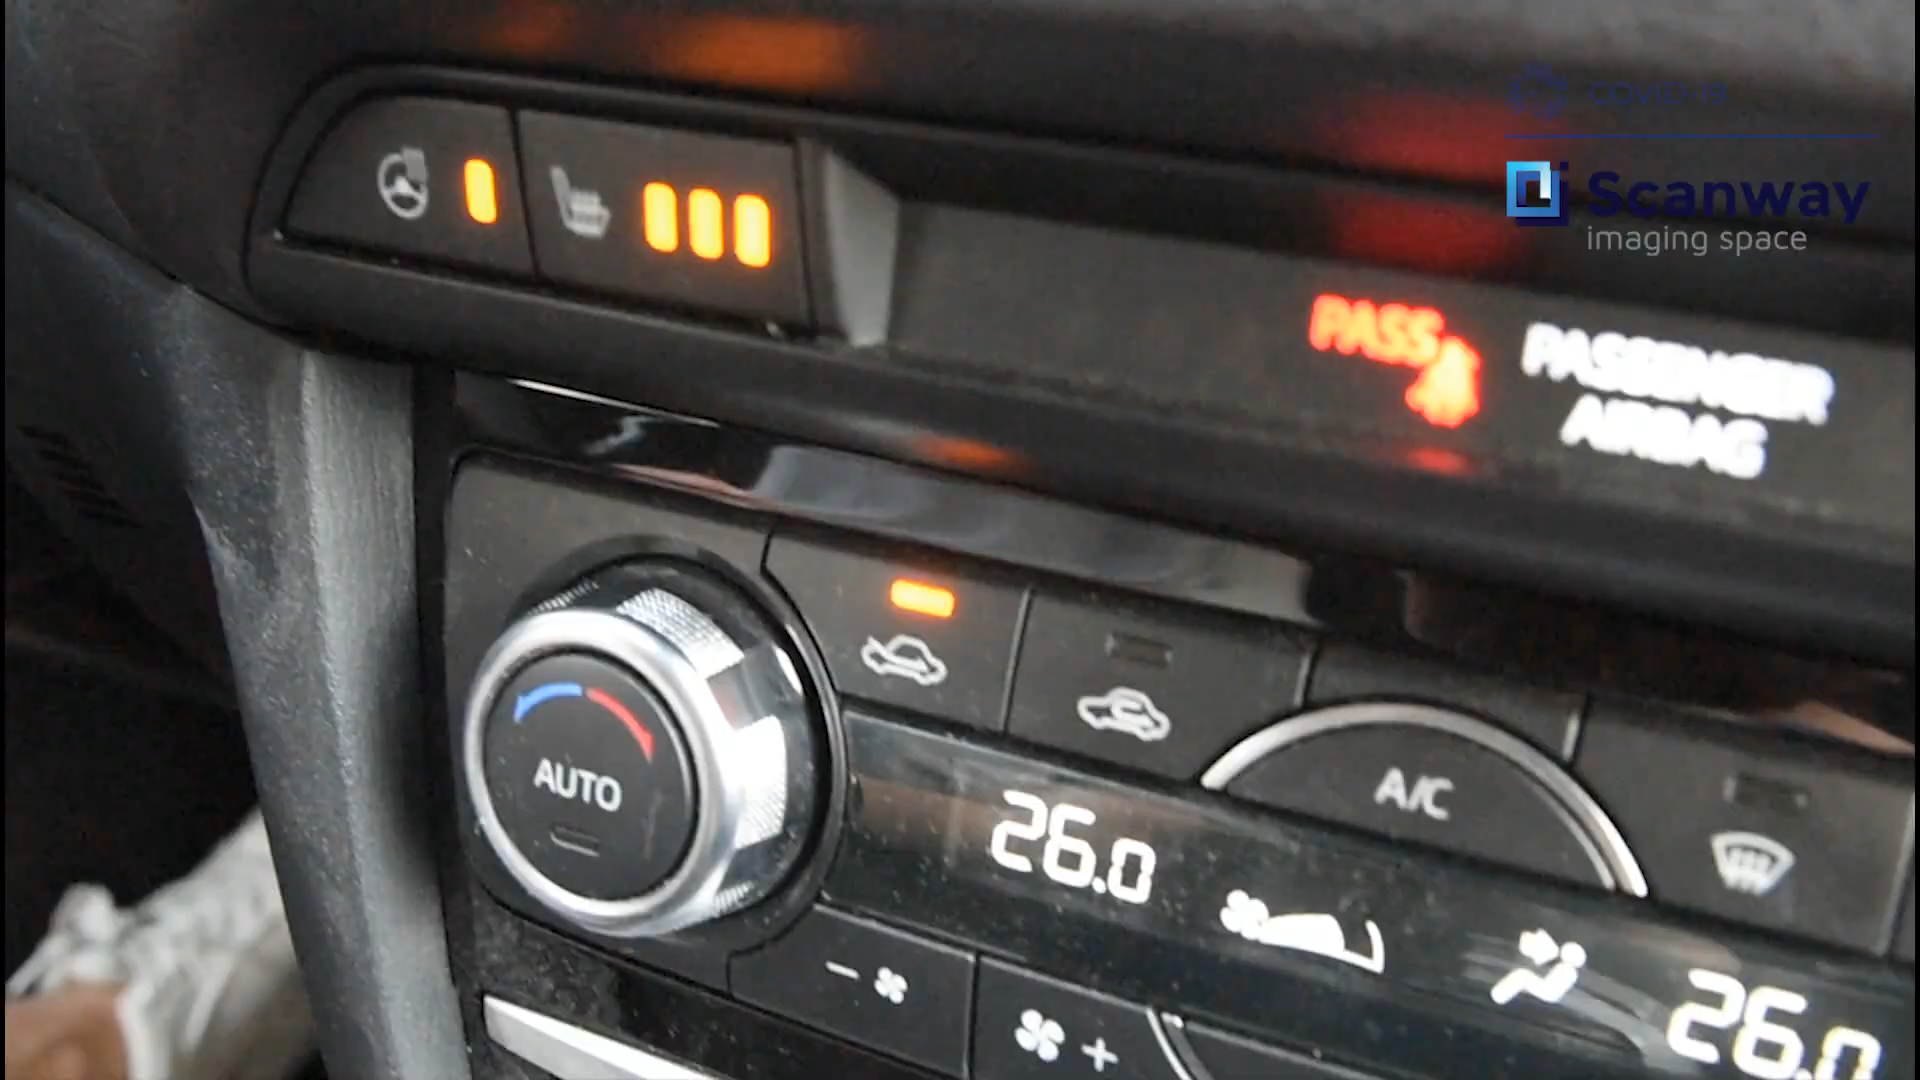 COVID-19
Scanway
imaging space
PASS
PASSENGER
AIRBAG
AUTO
A/C
26.0
26.0